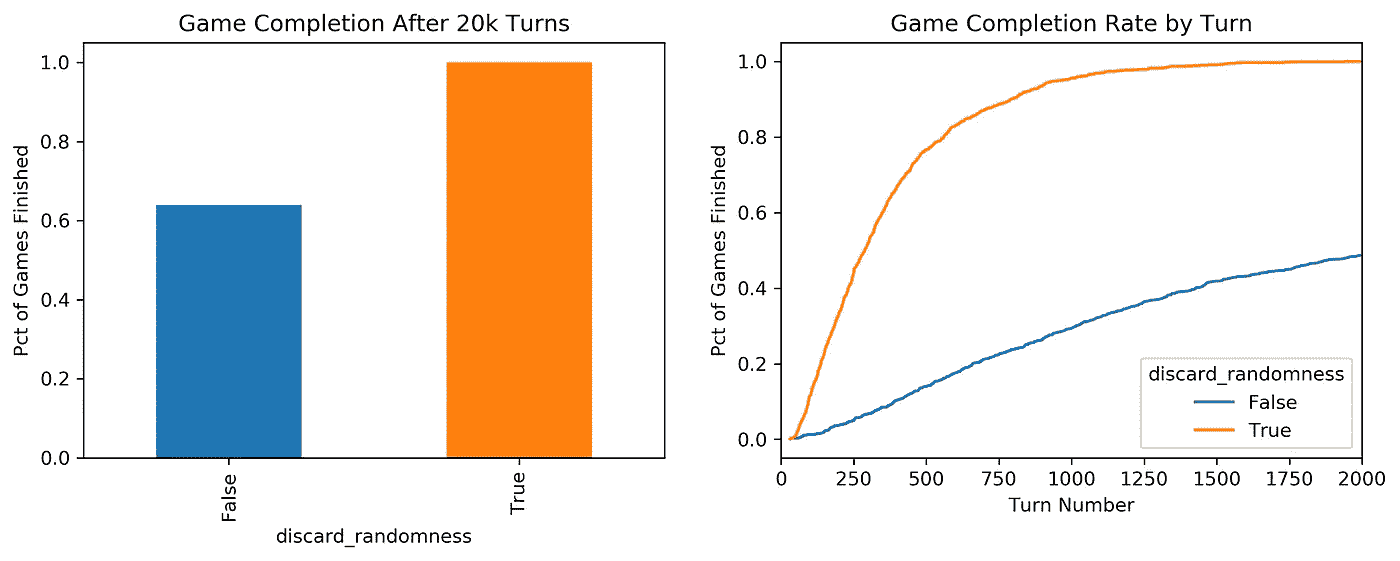 Game Completion After 20k Turns
Pct of Games Finished
1.0
0.8
0.6
0.4
0.2
0.0
False
True
discard_randomness
Game Completion Rate by Turn
Pct of Games Finished
1.0
0.8
0.6
0.4
0.2
0.0
discard_randomness
False
True
0 250 500 750 1000 1250 1500 1750 2000
Turn Number